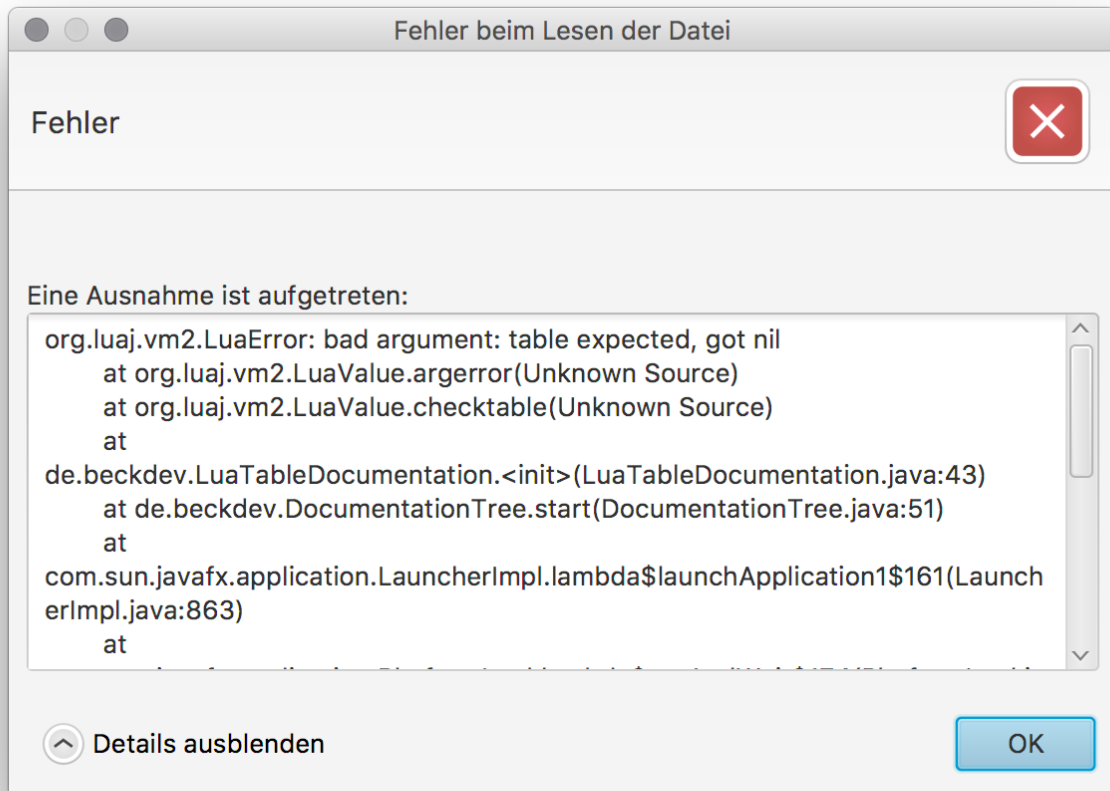 Fehler beim Lesen der Datei
Fehler
Eine Ausnahme ist aufgetreten:
org.luaj.vm2.LuaError: bad argument: table expected, got nil
at org.luaj.vm2.LuaValue.argerror(Unknown Source)
at org.luaj.vm2.LuaValue.checktable(Unknown Source)
at
de.beckdev.LuaTableDocumentation.<init>(LuaTableDocumentation.java:43)
at de.beckdev.DocumentationTree.start(DocumentationTree.java:51)
at
com.sun.javafx.application.LauncherImpl.lambda$launchApplication1$161(Launch
erImpl.java:863)
at
Details ausblenden
OK